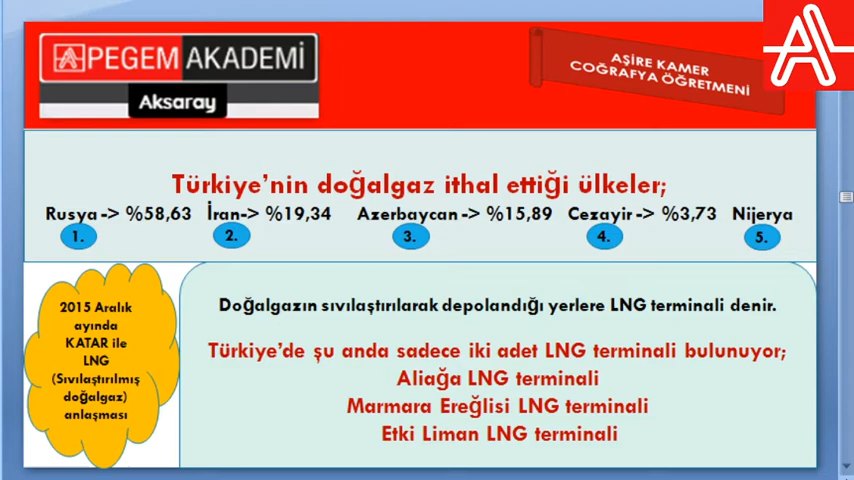 PEGEM AKADEMİ
Aksaray
AŞİRE KAMER
COĞRAFYA ÖĞRETMENİ
Türkiye'nin doğalgaz ithal ettiği ülkeler;
Rusya-> %58,63 İran-> %19,34 Azerbaycan-> %15,89 Cezayir-> %3,73 Nijerya
1. 2. 3. 4. 5.
2015 Aralık
ayında
KATAR ile
LNG
(Sıvılaştırılmış
doğalgaz)
anlaşması
Doğalgazın sıvılaştırılarak depolandığı yerlere LNG terminali denir.
Türkiye'de şu anda sadece iki adet LNG terminali bulunuyor;
Aliağa LNG terminali
Marmara Ereğlisi LNG terminali
Etki Liman LNG terminali